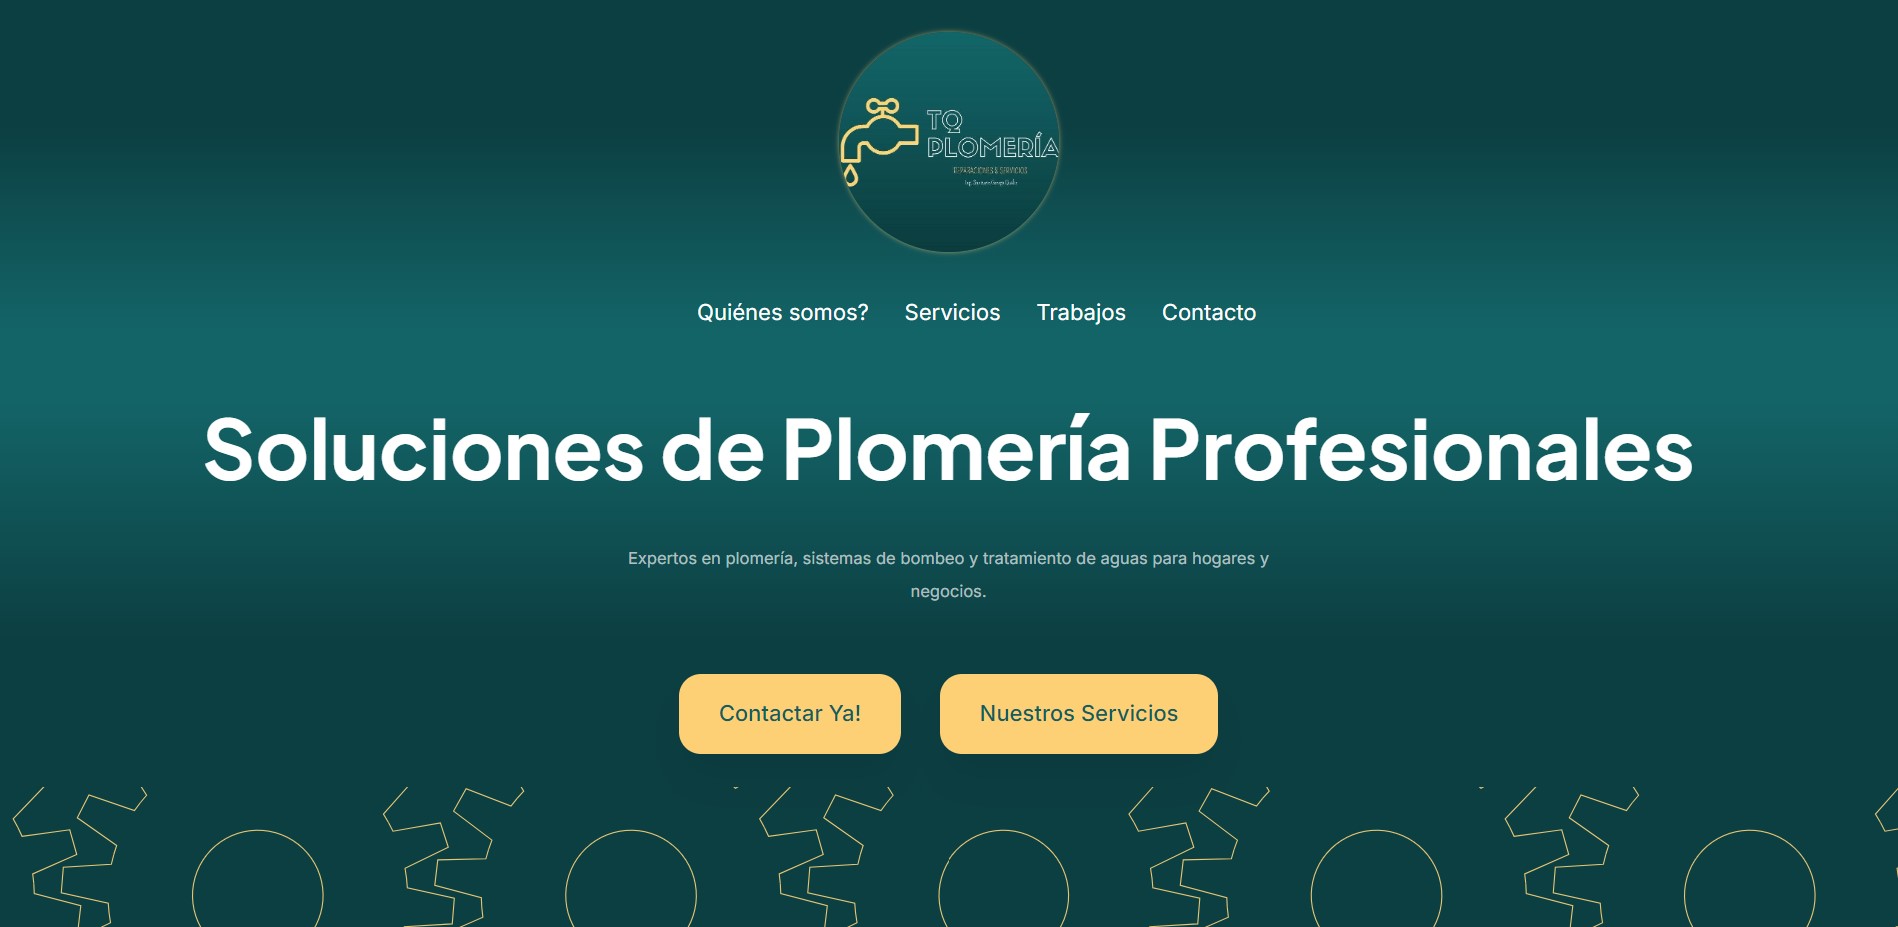 TQ
PLOMERÍA
REPARACIONES & SERVICIOS
Quiénes somos?
Servicios
Trabajos
Contacto
Soluciones de Plomería Profesionales
Expertos en plomería, sistemas de bombeo y tratamiento de aguas para hogares y
negocios.
Contactar Ya!
Nuestros Servicios